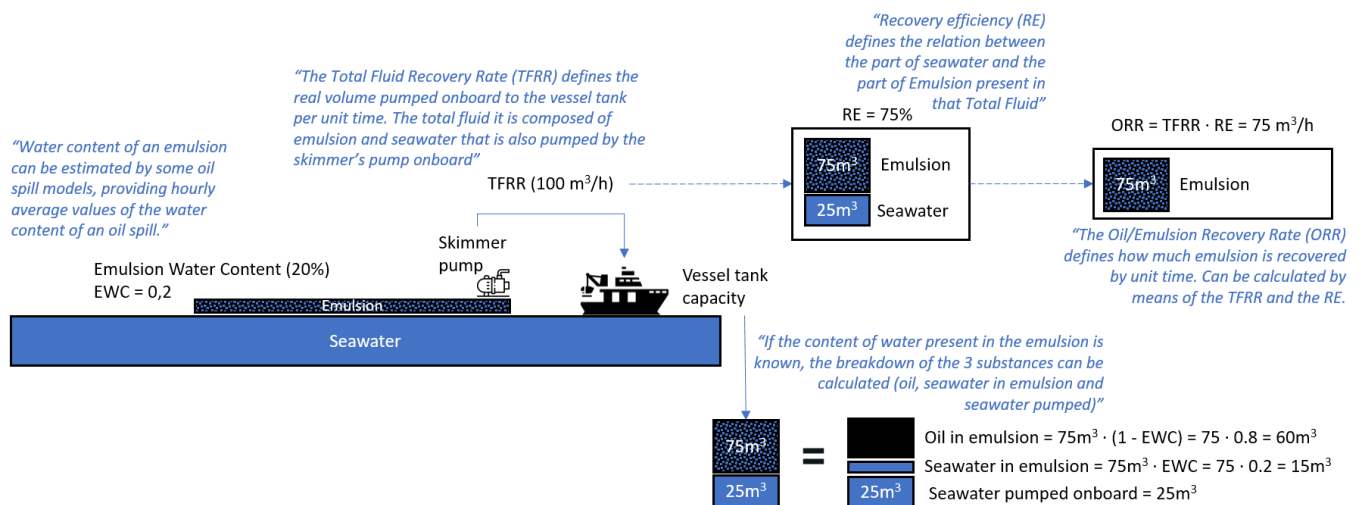 “Recovery efficiency (RE)
defines the relation between
the part of seawater and the
part of Emulsion present in
that Total Fluid”
“The Total Fluid Recovery Rate (TFRR) defines the
real volume pumped onboard to the vessel tank
per unit time. The total fluid it is composed of
emulsion and seawater that is also pumped by the
skimmer’s pump onboard”
“Water content of an emulsion
can be estimated by some oil
spill models, providing hourly
average values of the water
content of an oil spill.”
TFRR (100 m³/h)
RE = 75%
75m³ Emulsion
25m³ Seawater
ORR = TFRR · RE = 75 m³/h
75m³ Emulsion
“The Oil/Emulsion Recovery Rate (ORR)
defines how much emulsion is recovered
by unit time. Can be calculated by
means of the TFRR and the RE.
Skimmer
pump
Emulsion Water Content (20%)
EWC = 0,2
Emulsion
Vessel tank
capacity
Seawater
“If the content of water present in the emulsion is
known, the breakdown of the 3 substances can be
calculated (oil, seawater in emulsion and
seawater pumped)”
75m³
25m³
=
Oil in emulsion = 75m³ · (1 - EWC) = 75 · 0.8 = 60m³
Seawater in emulsion = 75m³ · EWC = 75 · 0.2 = 15m³
25m³ Seawater pumped onboard = 25m³